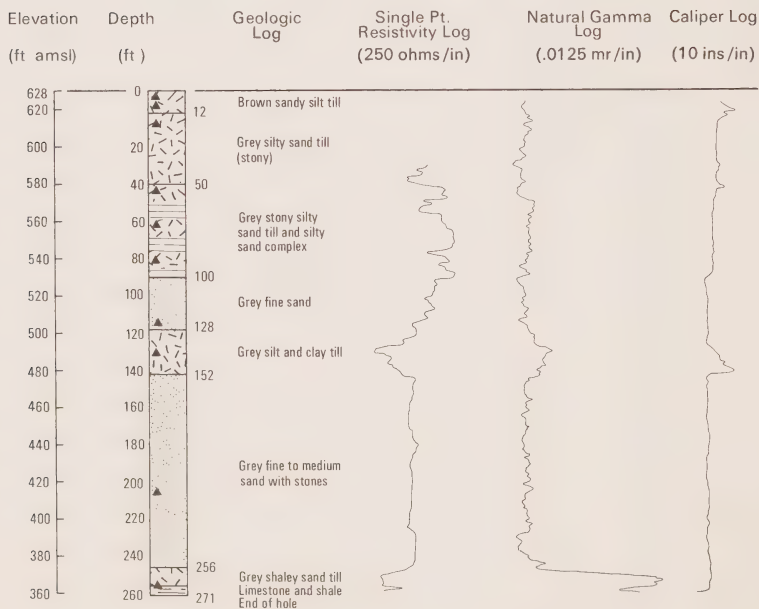 Elevation
Depth
Geologic
Log
Single Pt.
Resistivity Log
Natural Gamma
Log
Caliper Log
(ft amsl)
(ft )
(250 ohms/in)
(.0125 mr/in)
(10 ins/in)
628
620
600
580
560
540
520
500
480
460
440
420
400
380
360
0
20
40
60
80
100
120
140
160
180
200
220
240
260
12
50
100
128
152
256
271
Brown sandy silt till
Grey silty sand till
(stony)
Grey stony silty
sand till and silty
sand complex
Grey fine sand
Grey silt and clay till
Grey fine to medium
sand with stones
Grey shaley sand till
Limestone and shale
End of hole